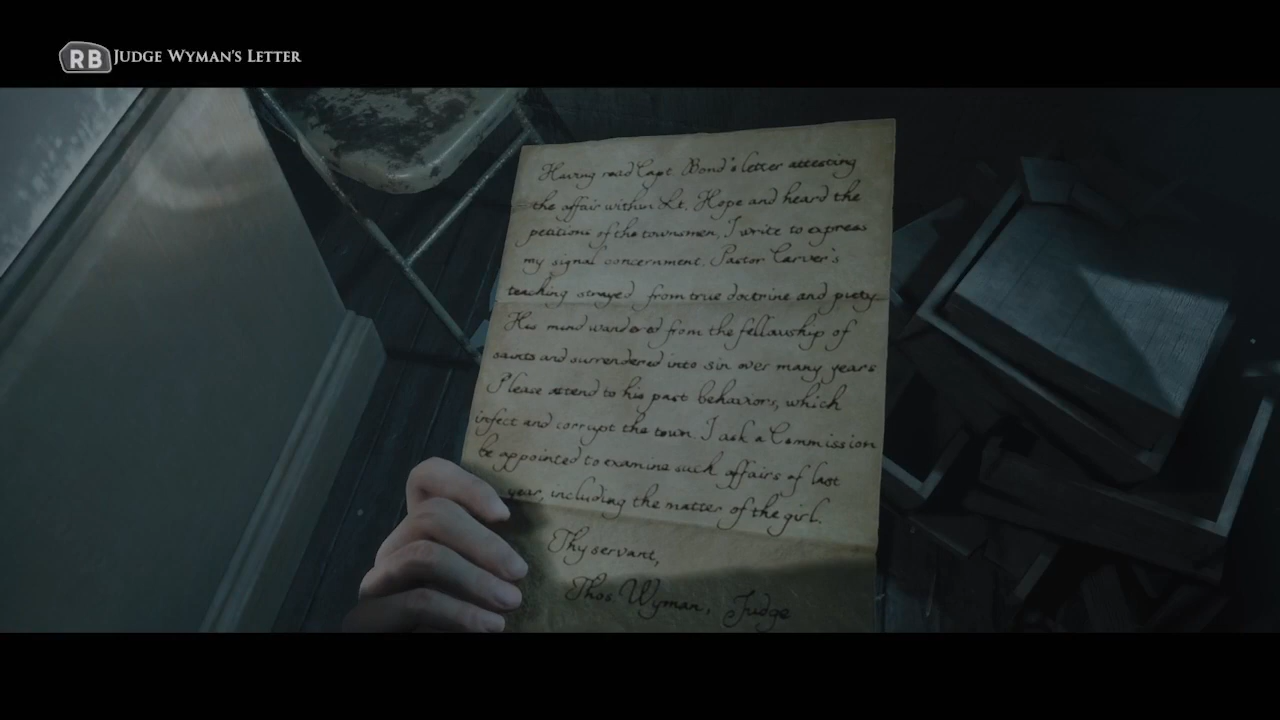 RB JUDGE WYMAN'S LETTER
Having read Capt. Bond's letter attesting
the affair within Lt. Hope and heard the
petitions of the townsmen, I write to express
my signal concernment. Pastor Carver's
teaching strayed from true doctrine and piety.
His mind wandered from the fellowship of
saints and surrendered into sin over many years
Please attend to his past behaviors, which
infect and corrupt the town. I ask a Commission
be appointed to examine such affairs of last
year, including the matter of the girl.
Thy servant,
Thos. Wyman, Judge